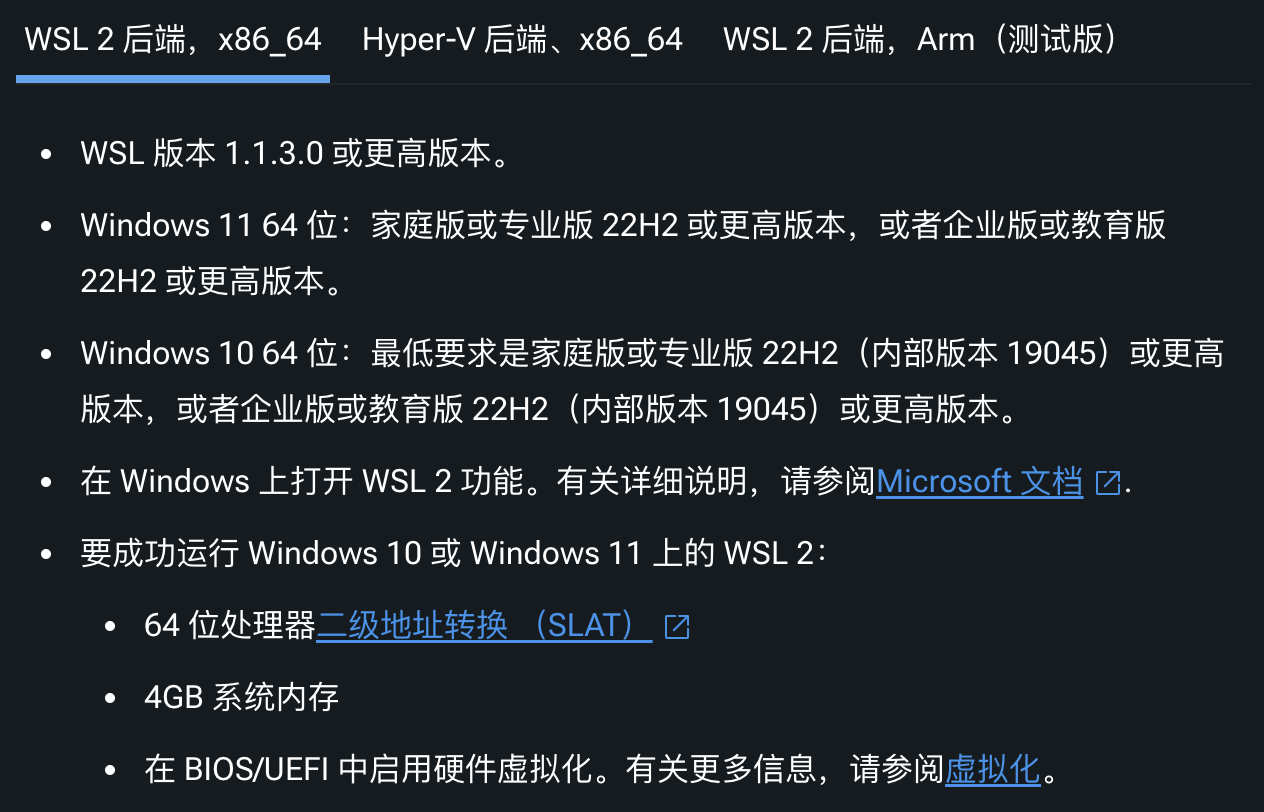 WSL 2 后端，x86_64 Hyper-V 后端、x86_64 WSL 2 后端，Arm（测试版）
WSL 版本 1.1.3.0 或更高版本。
Windows 11 64 位：家庭版或专业版 22H2 或更高版本，或者企业版或教育版
22H2 或更高版本。
Windows 10 64 位：最低要求是家庭版或专业版 22H2（内部版本 19045）或更高
版本，或者企业版或教育版 22H2（内部版本 19045）或更高版本。
在 Windows 上打开 WSL 2 功能。有关详细说明，请参阅Microsoft 文档 .
要成功运行 Windows 10 或 Windows 11 上的 WSL 2：
64 位处理器二级地址转换 （SLAT）
4GB 系统内存
在 BIOS/UEFI 中启用硬件虚拟化。有关更多信息，请参阅虚拟化。